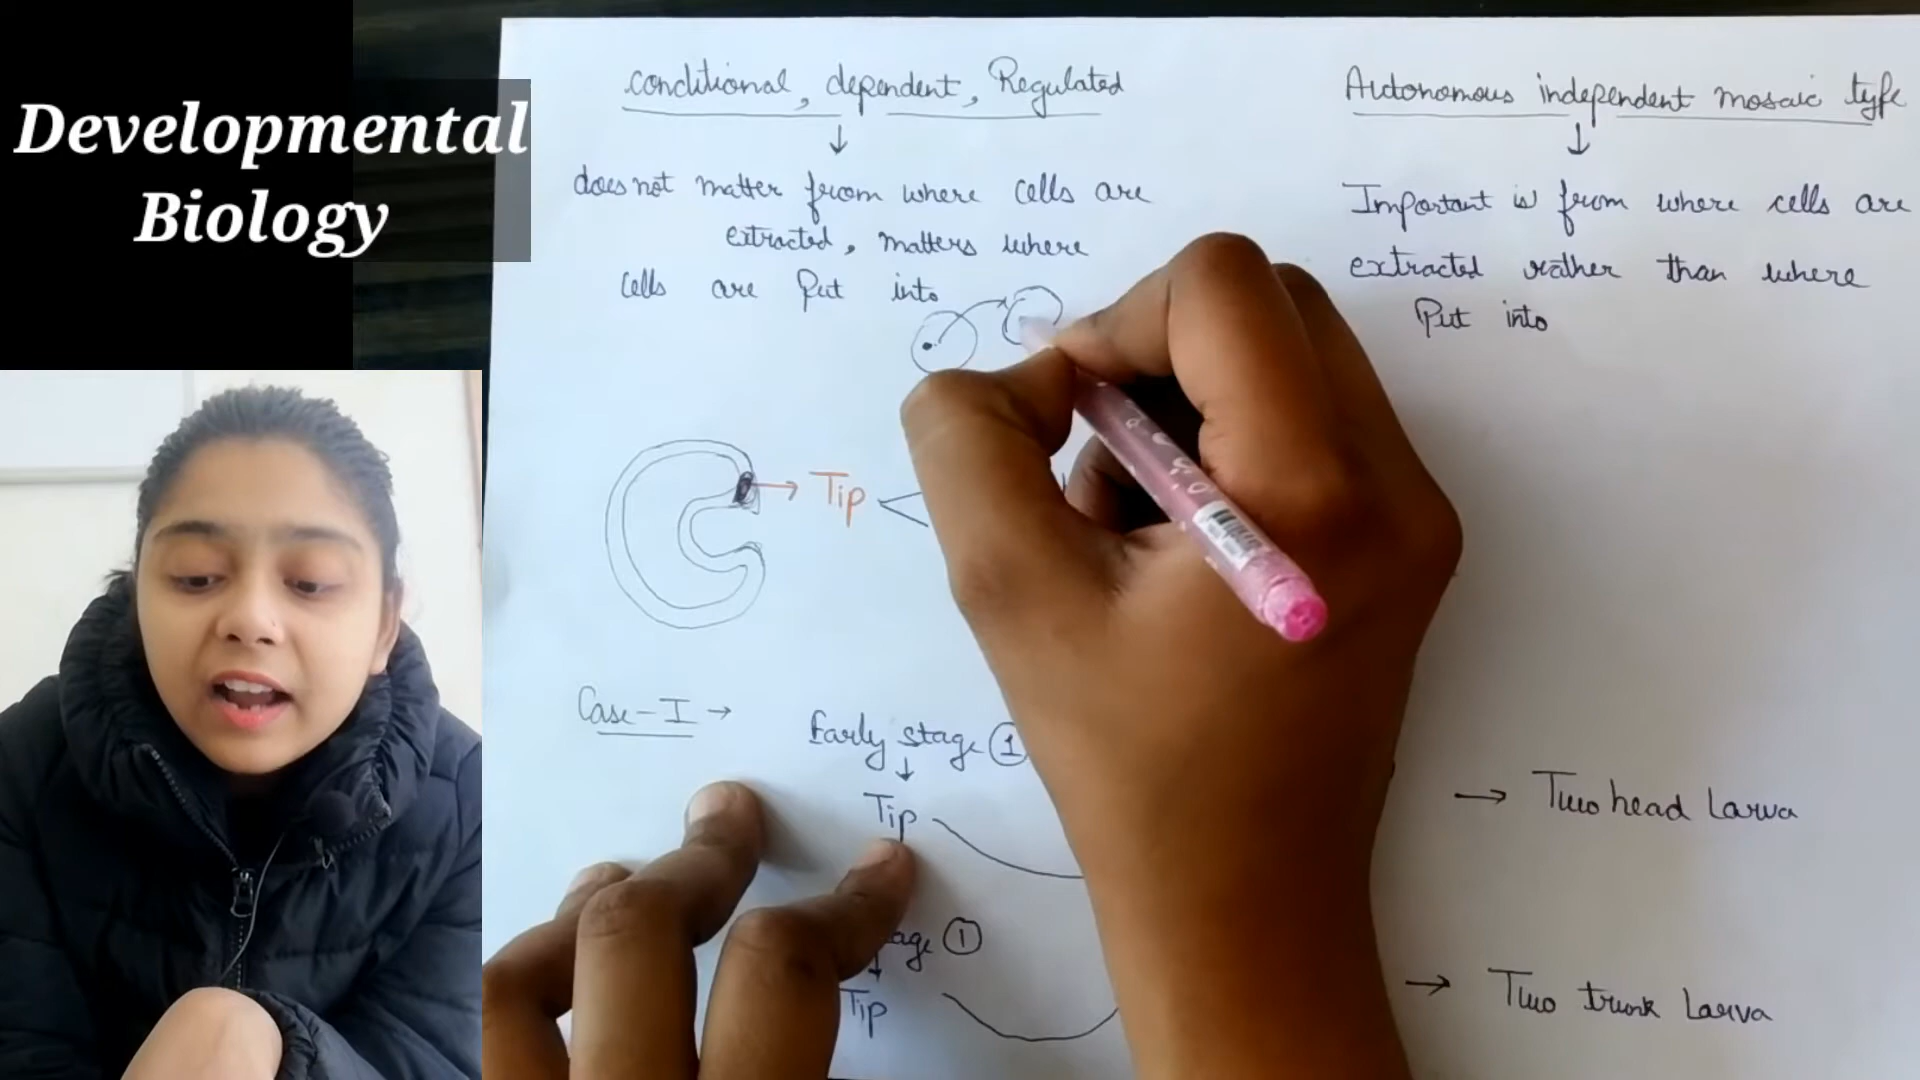 Developmental
Biology
conditional, dependent, Regulated
↓
does not matter from where cells are
extracted, matters where
cells are Put into
Autonomous independent mosaic type
↓
Important is from where cells are
extracted rather than where
Put into
→ Tip
Case-I →
Early stage ①
↓
Tip
→ Two head Larva
①
↓
Tip
→ Two trunk Larva